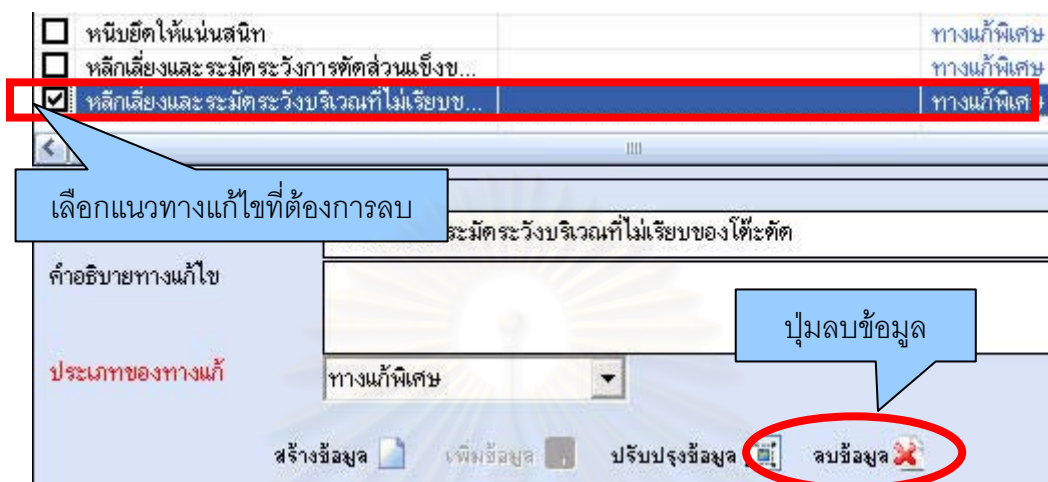 หนีบยึดให้แน่นสนิท ทางแก้พิเศษ
หลีกเลี่ยงและระมัดระวังการตัดส่วนแข็งข... ทางแก้พิเศษ
หลีกเลี่ยงและระมัดระวังบริเวณที่ไม่เรียบข... ทางแก้พิเศษ
เลือกแนวทางแก้ไขที่ต้องการลบ
ระมัดระวังบริเวณที่ไม่เรียบของโต๊ะตัด
คำอธิบายทางแก้ไข
ปุ่มลบข้อมูล
ประเภทของทางแก้ ทางแก้พิเศษ
สร้างข้อมูล เพิ่มข้อมูล ปรับปรุงข้อมูล ลบข้อมูล